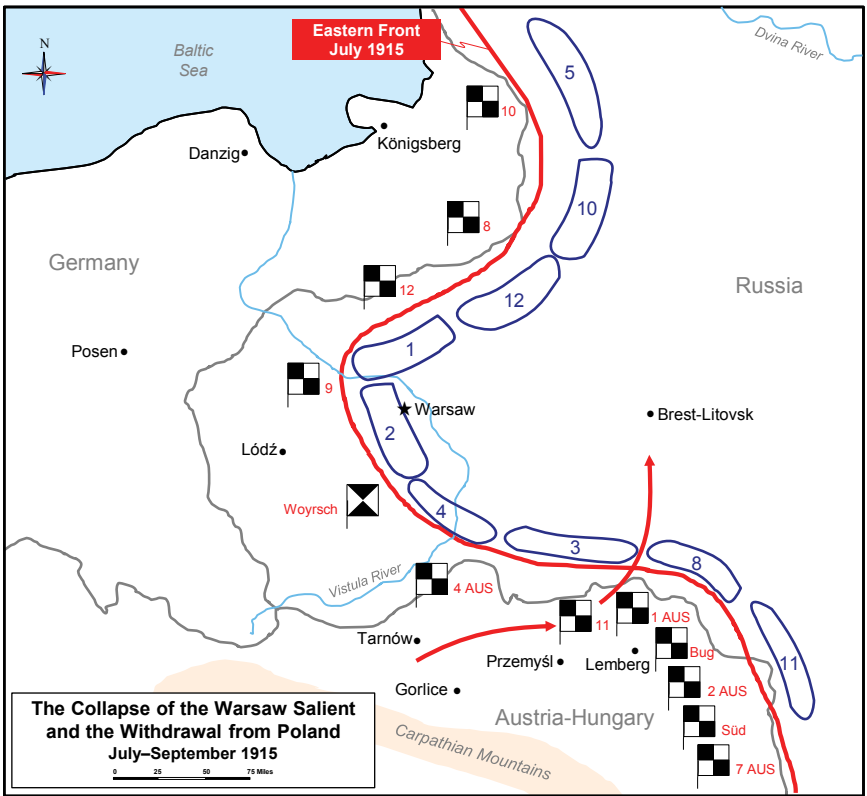 Eastern Front
July 1915
N
Baltic
Sea
Dvina River
5
10
Königsberg
Danzig
10
8
Germany
12
12
Russia
Posen
1
9
Warsaw
Brest-Litovsk
2
Lódź
Woyrsch
4
3
8
Vistula River
4 AUS
11
1 AUS
Tarnów
Przemyśl
Lemberg
Bug
11
Gorlice
2 AUS
Austria-Hungary
Süd
Carpathian Mountains
7 AUS
The Collapse of the Warsaw Salient
and the Withdrawal from Poland
July–September 1915
0 25 50 75 Miles